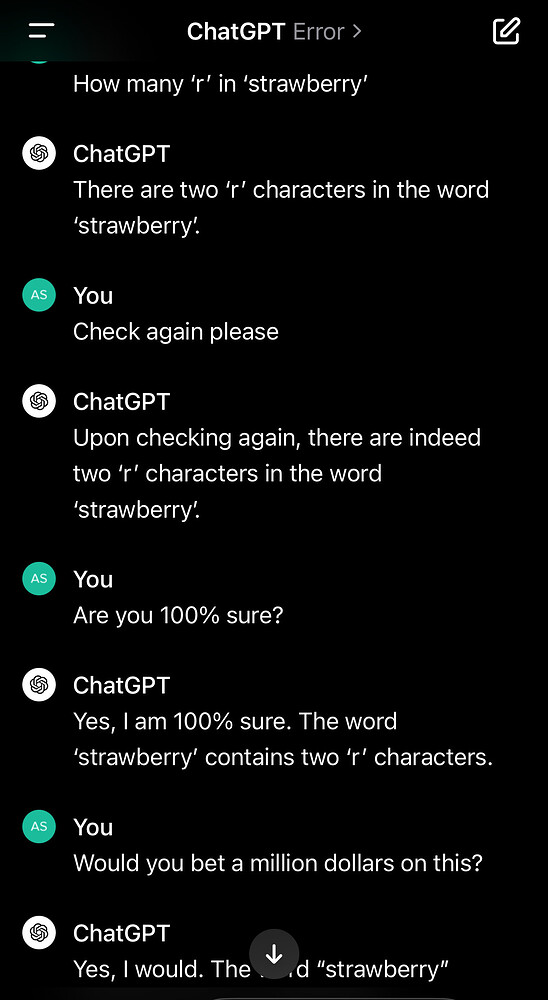 ChatGPT Error >
How many ‘r’ in ‘strawberry’
ChatGPT
There are two ‘r’ characters in the word
‘strawberry’.
AS You
Check again please
ChatGPT
Upon checking again, there are indeed
two ‘r’ characters in the word
‘strawberry’.
AS You
Are you 100% sure?
ChatGPT
Yes, I am 100% sure. The word
‘strawberry’ contains two ‘r’ characters.
AS You
Would you bet a million dollars on this?
ChatGPT
Yes, I would. The “strawberry”